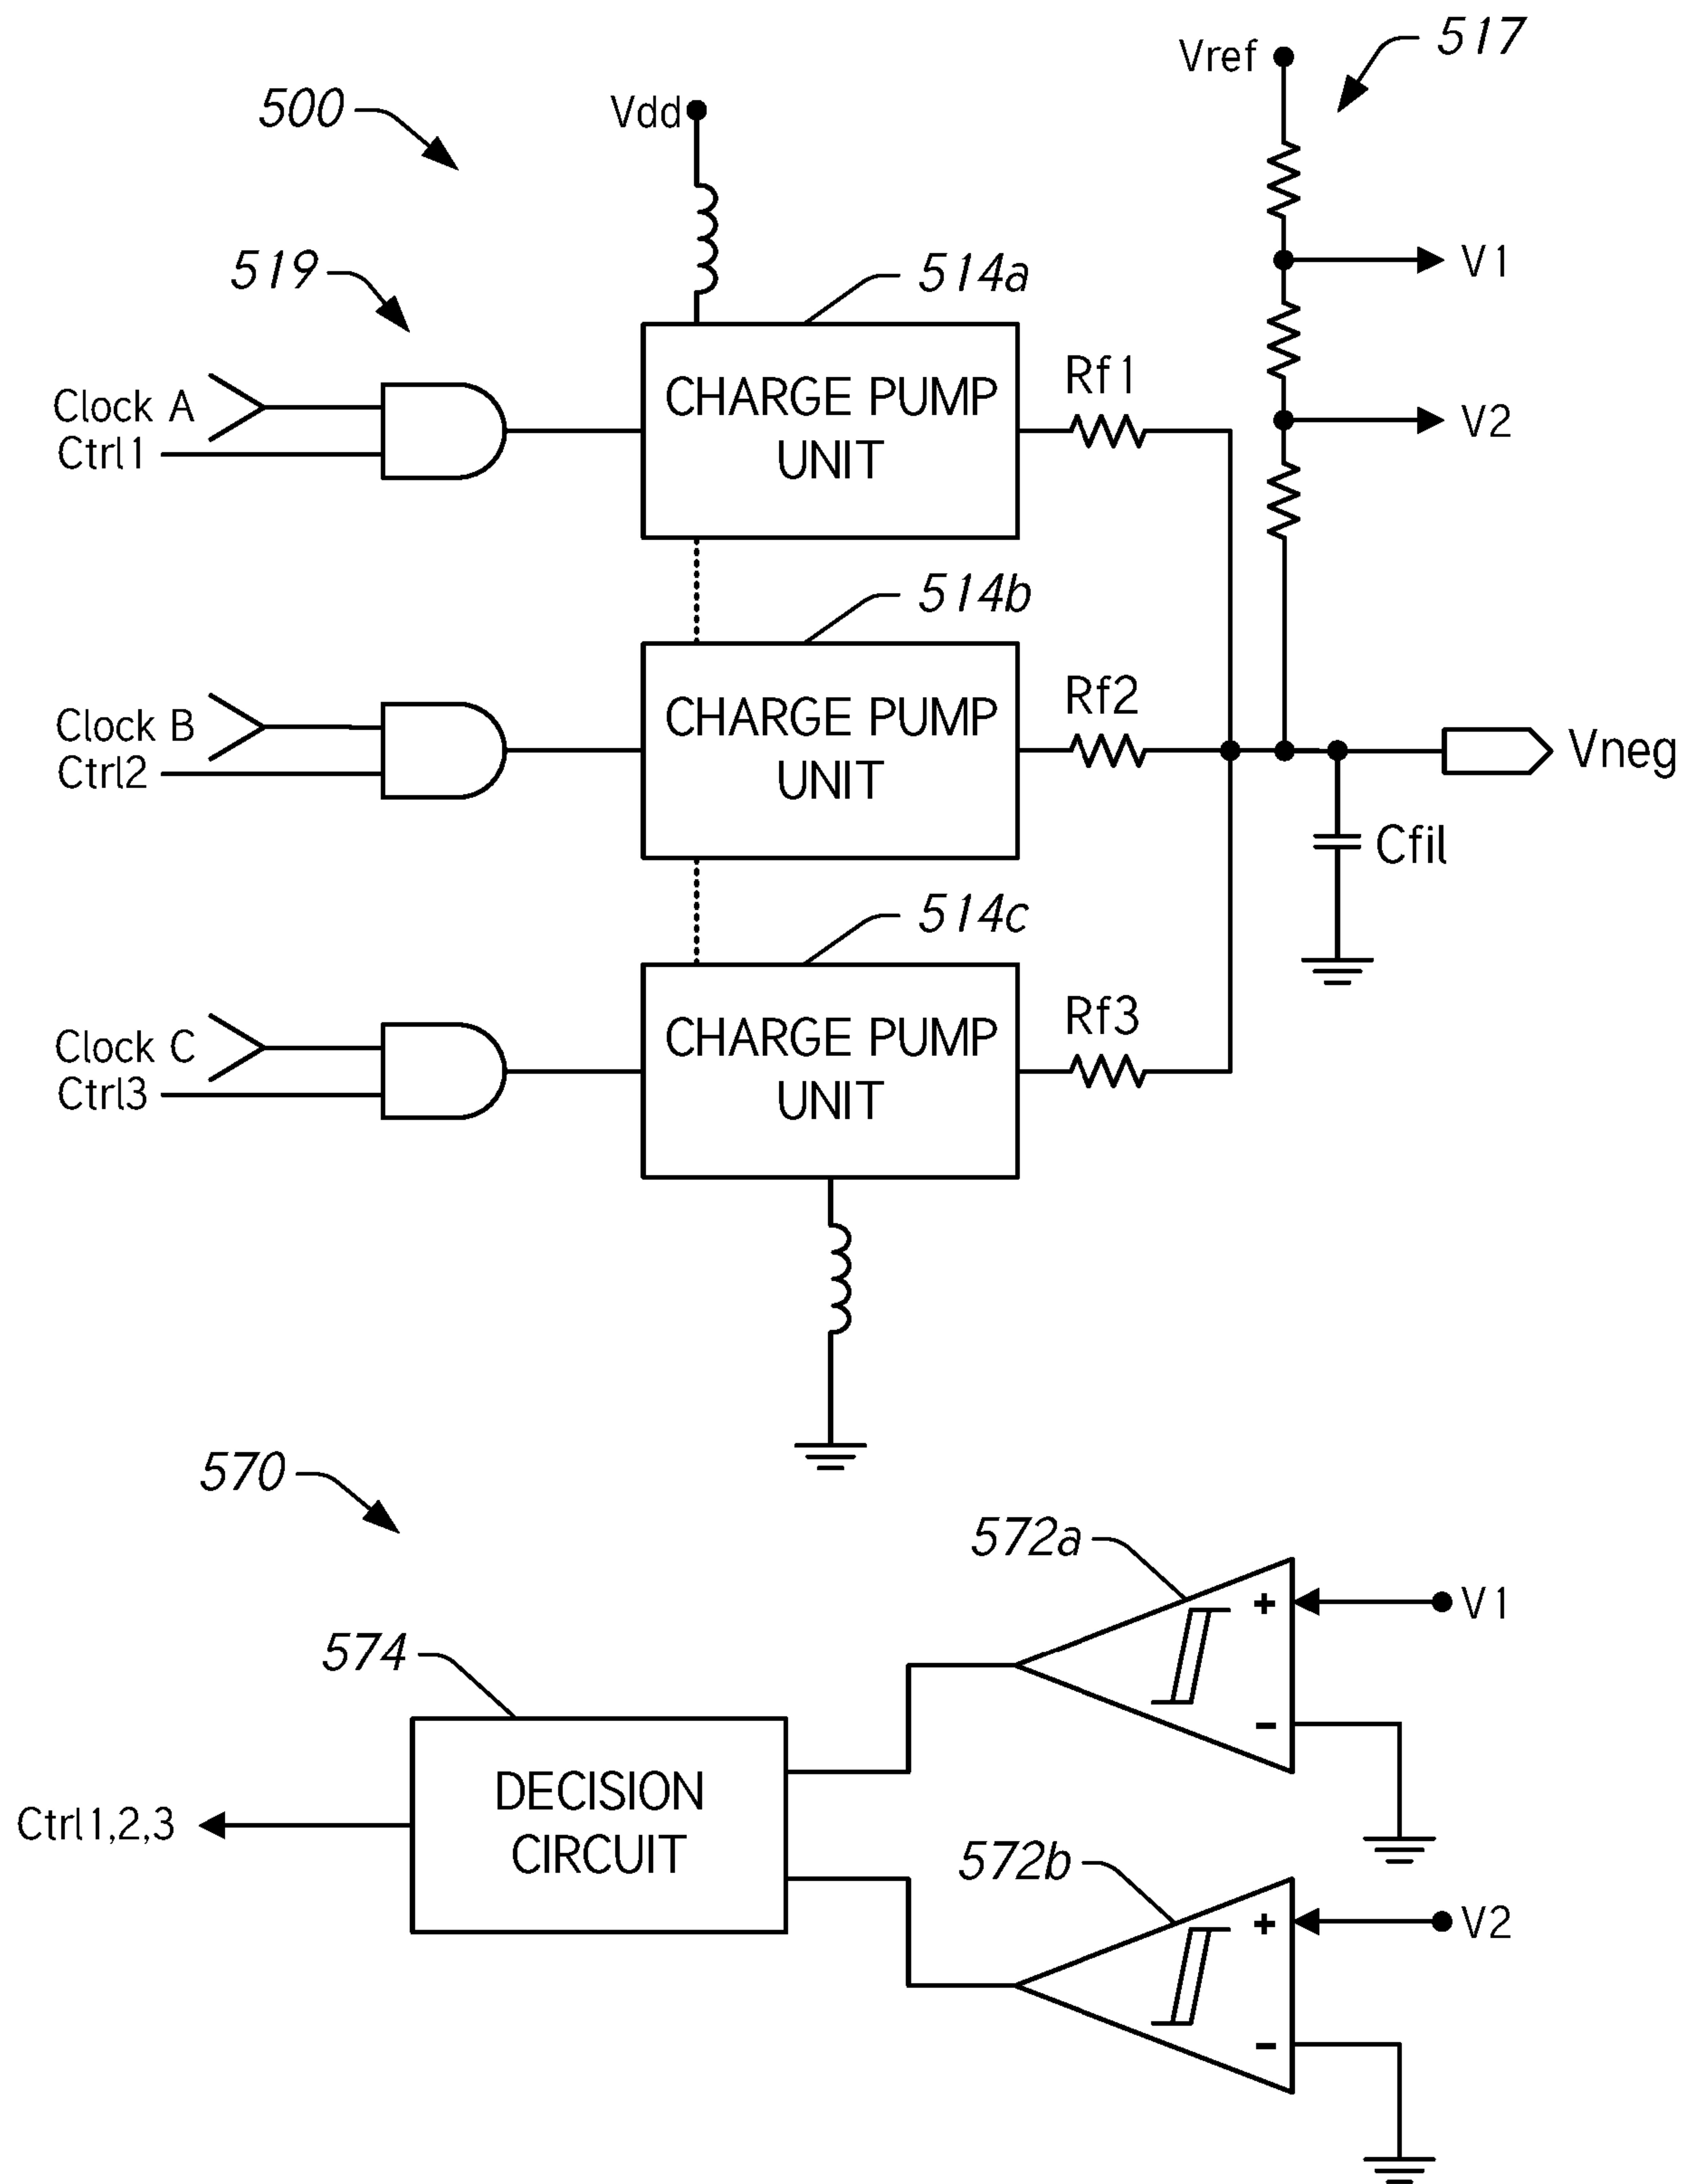 517
Vref
500
Vdd
V1
519
514a
Clock A
Ctrl1
CHARGE PUMP
UNIT
Rf1
V2
514b
Clock B
Ctrl2
CHARGE PUMP
UNIT
Rf2
Vneg
Cfil
514c
Clock C
Ctrl3
CHARGE PUMP
UNIT
Rf3
570
572a
+
-
V1
574
DECISION
CIRCUIT
Ctrl1,2,3
572b
+
-
V2